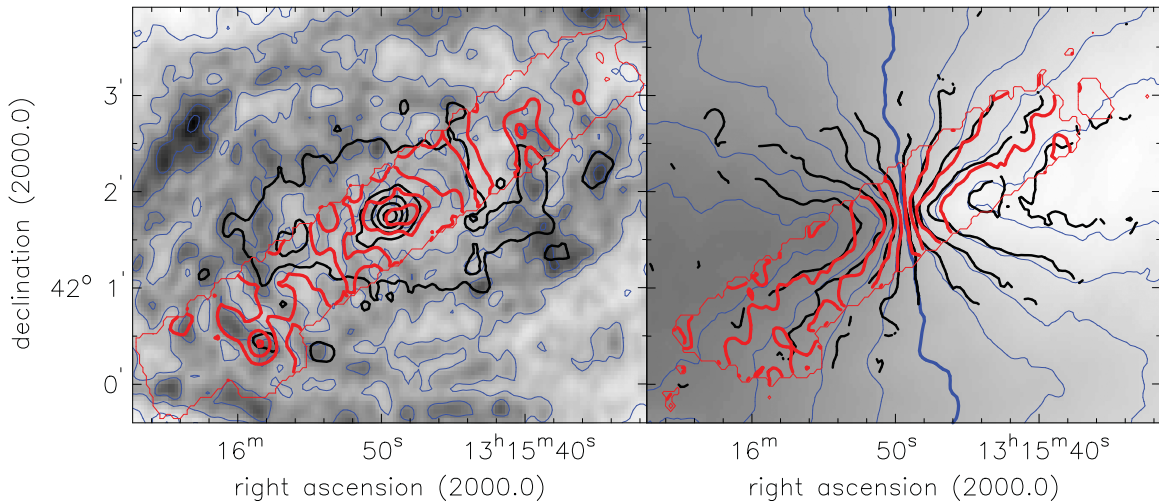 declination (2000.0)
3'
2'
42° 1'
0'
16ᵐ 50ˢ 13ʰ15ᵐ40ˢ
right ascension (2000.0)
16ᵐ 50ˢ 13ʰ15ᵐ40ˢ
right ascension (2000.0)